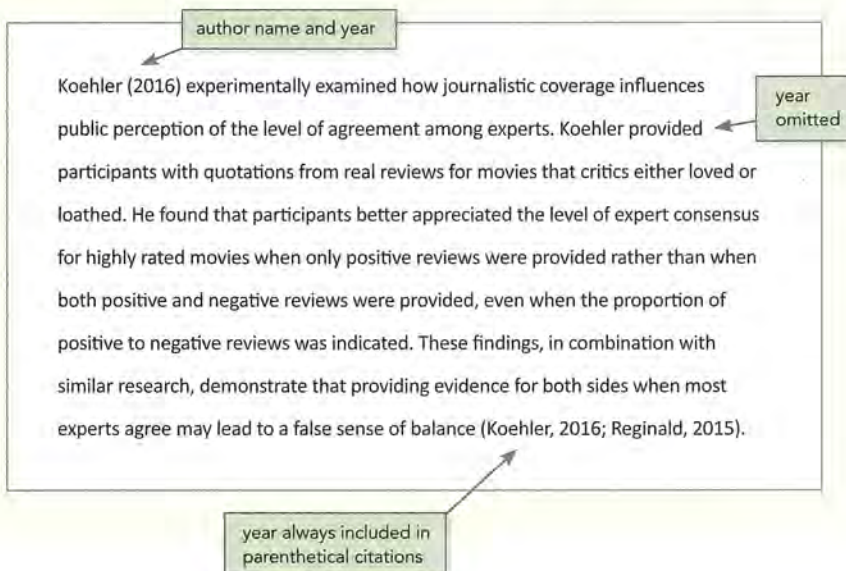 author name and year
Koehler (2016) experimentally examined how journalistic coverage influences
public perception of the level of agreement among experts. Koehler provided
year
omitted
participants with quotations from real reviews for movies that critics either loved or
loathed. He found that participants better appreciated the level of expert consensus
for highly rated movies when only positive reviews were provided rather than when
both positive and negative reviews were provided, even when the proportion of
positive to negative reviews was indicated. These findings, in combination with
similar research, demonstrate that providing evidence for both sides when most
experts agree may lead to a false sense of balance (Koehler, 2016; Reginald, 2015).
year always included in
parenthetical citations